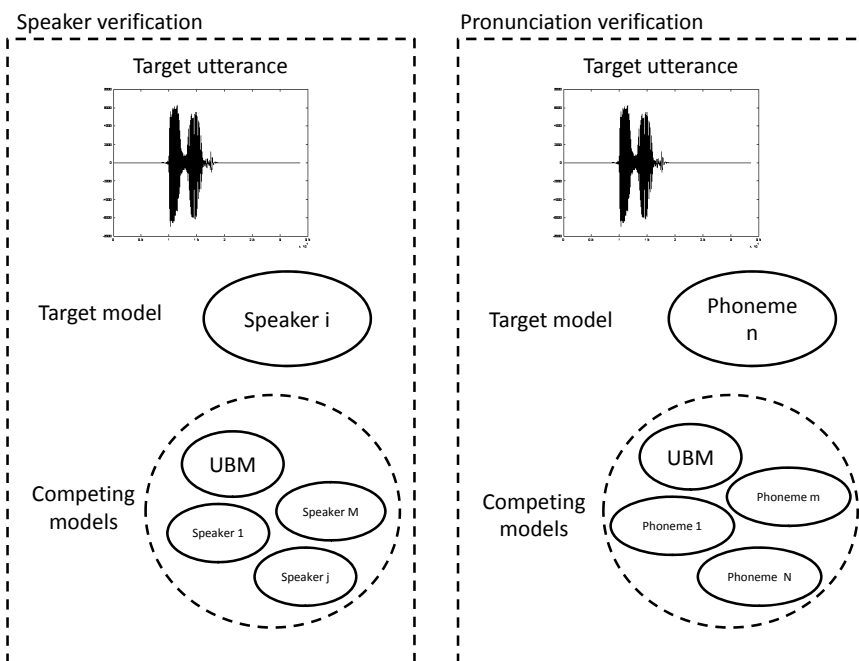 Speaker verification
Target utterance
Target model
Speaker i
Competing
models
UBM
Speaker 1
Speaker M
Speaker j
Pronunciation verification
Target utterance
Target model
Phoneme
n
Competing
models
UBM
Phoneme 1
Phoneme m
Phoneme N